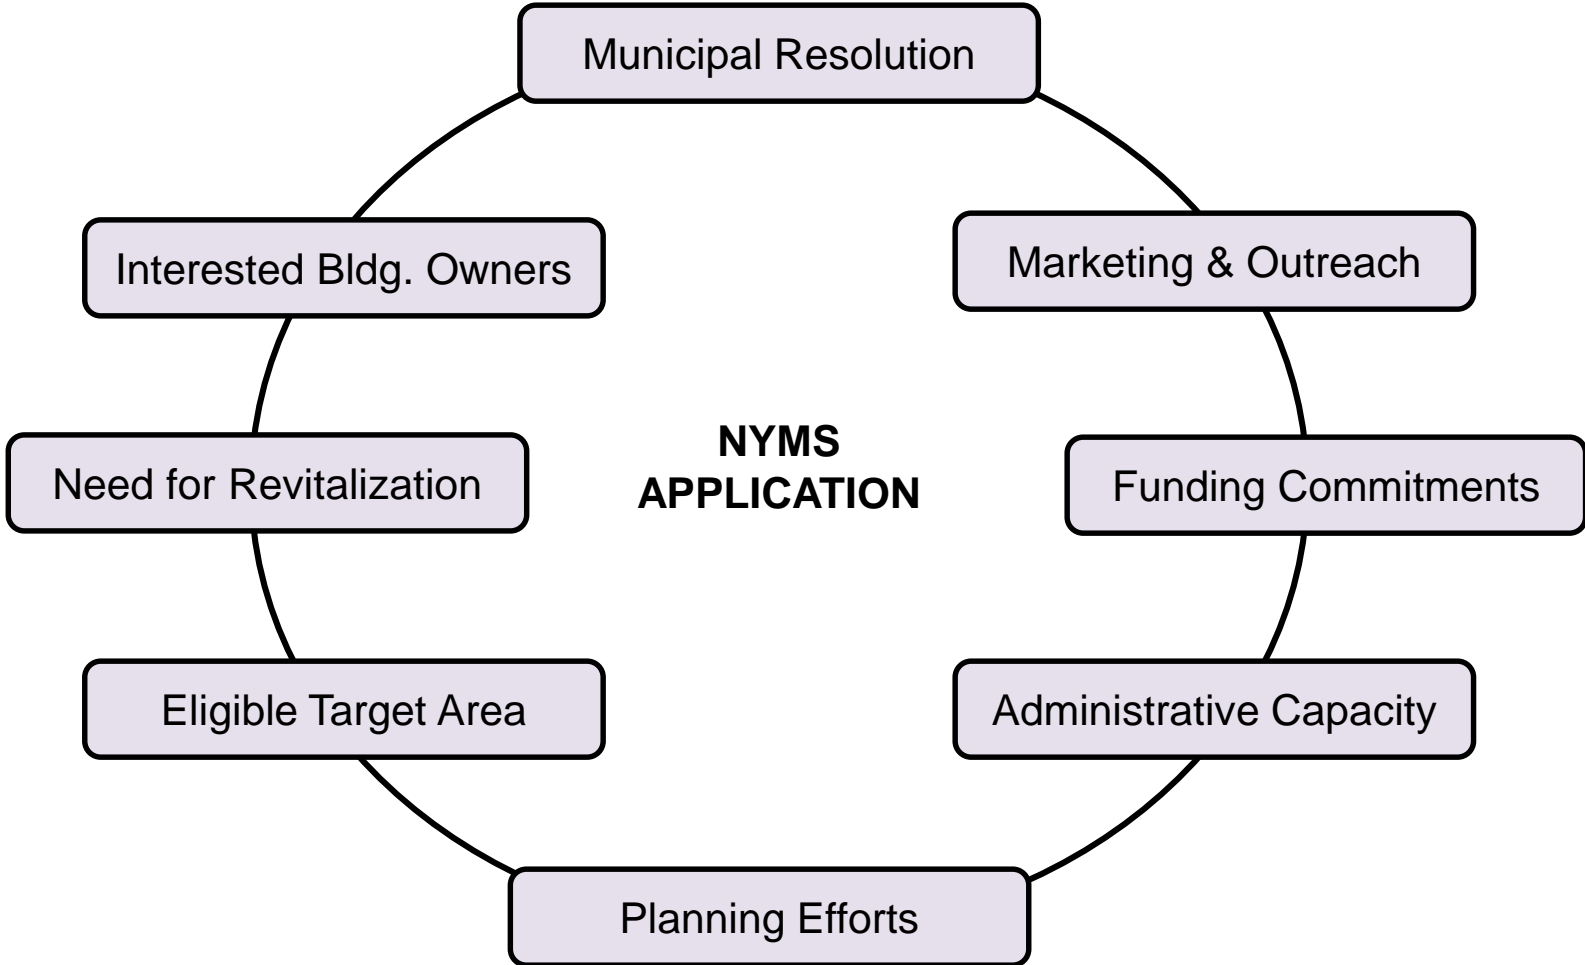 Municipal Resolution
Interested Bldg. Owners
Marketing & Outreach
NYMS
APPLICATION
Need for Revitalization
Funding Commitments
Eligible Target Area
Administrative Capacity
Planning Efforts